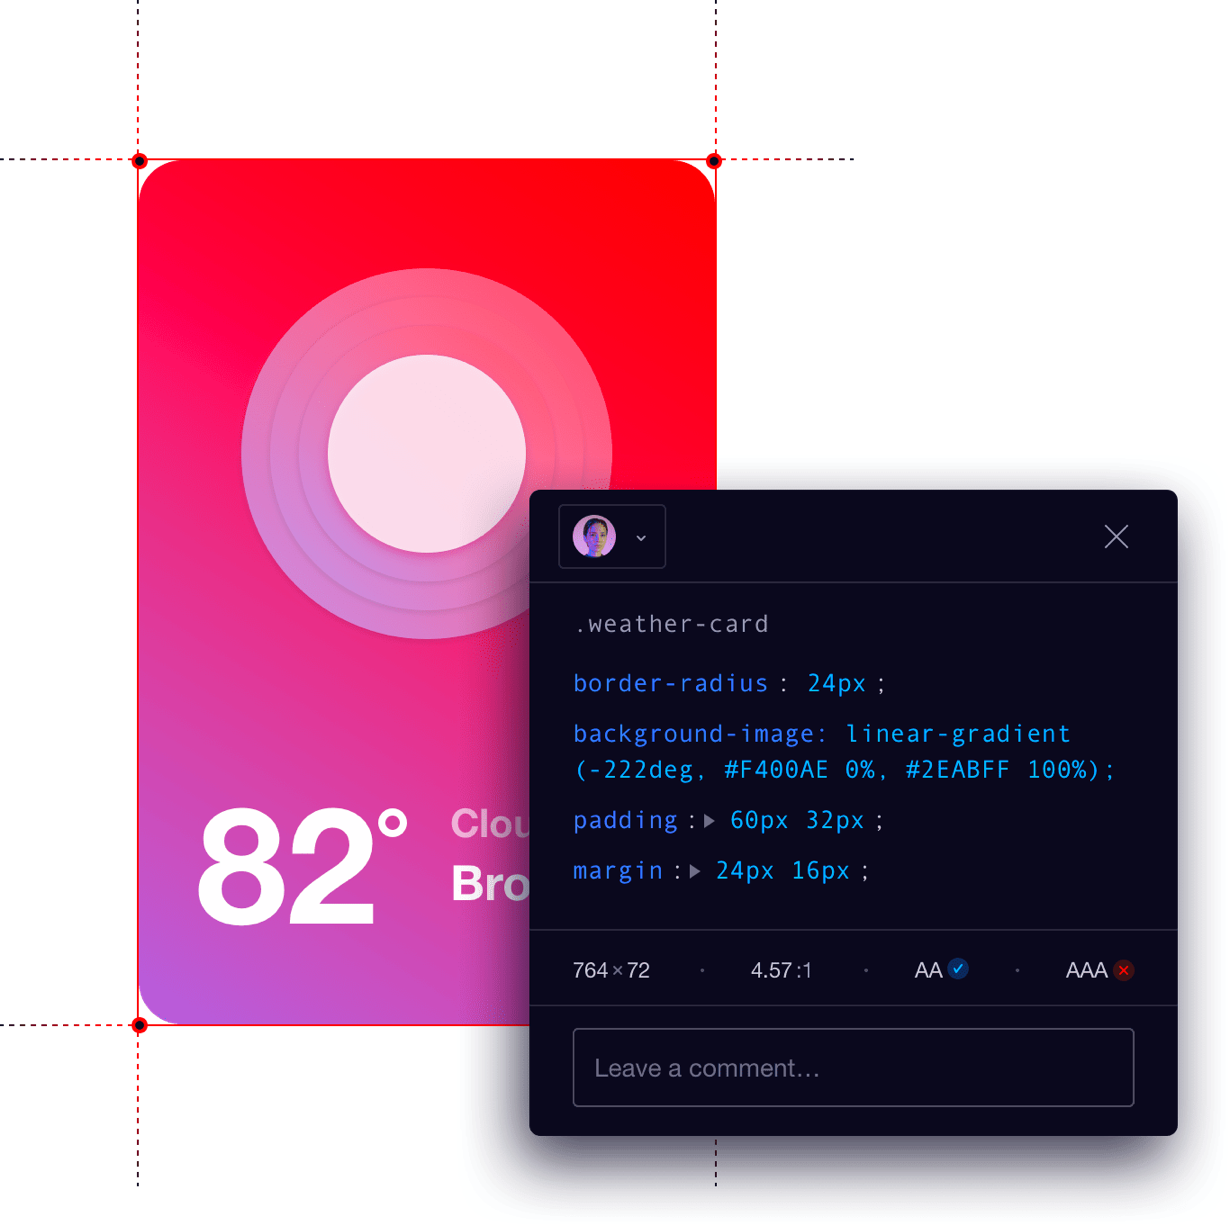 82°
Clou
Bro
.weather-card
border-radius : 24px ;
background-image: linear-gradient
(-222deg, #F400AE 0%, #2EABFF 100%);
padding : 60px 32px ;
margin : 24px 16px ;
764×72 · 4.57:1 · AA · AAA
Leave a comment…